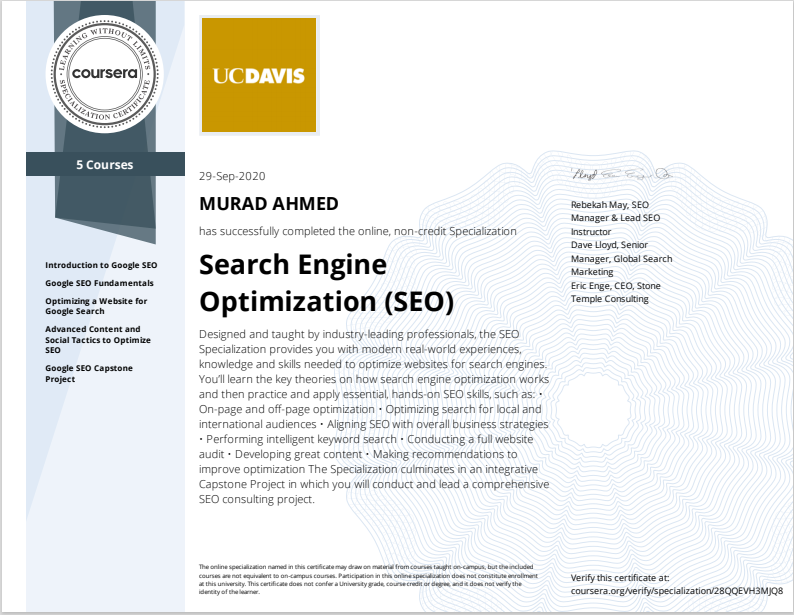 LEARNING WITHOUT LIMITS
coursera
SPECIALIZATION CERTIFICATE
5 Courses
Introduction to Google SEO
Google SEO Fundamentals
Optimizing a Website for
Google Search
Advanced Content and
Social Tactics to Optimize
SEO
Google SEO Capstone
Project
UCDAVIS
29-Sep-2020
MURAD AHMED
has successfully completed the online, non-credit Specialization
Search Engine
Optimization (SEO)
Designed and taught by industry-leading professionals, the SEO
Specialization provides you with modern real-world experiences,
knowledge and skills needed to optimize websites for search engines.
You'll learn the key theories on how search engine optimization works
and then practice and apply essential, hands-on SEO skills, such as: •
On-page and off-page optimization • Optimizing search for local and
international audiences • Aligning SEO with overall business strategies
• Performing intelligent keyword search • Conducting a full website
audit • Developing great content • Making recommendations to
improve optimization The Specialization culminates in an integrative
Capstone Project in which you will conduct and lead a comprehensive
SEO consulting project.
The online specialization named in this certificate may draw on material from courses taught on-campus, but the included
courses are not equivalent to on-campus courses. Participation in this online specialization does not constitute enrollment
at this university. This certificate does not confer a University grade, course credit or degree, and it does not verify the
identity of the learner.
Rebekah May, SEO
Manager & Lead SEO
Instructor
Dave Lloyd, Senior
Manager, Global Search
Marketing
Eric Enge, CEO, Stone
Temple Consulting
Verify this certificate at:
coursera.org/verify/specialization/28QQEVH3MJQ8